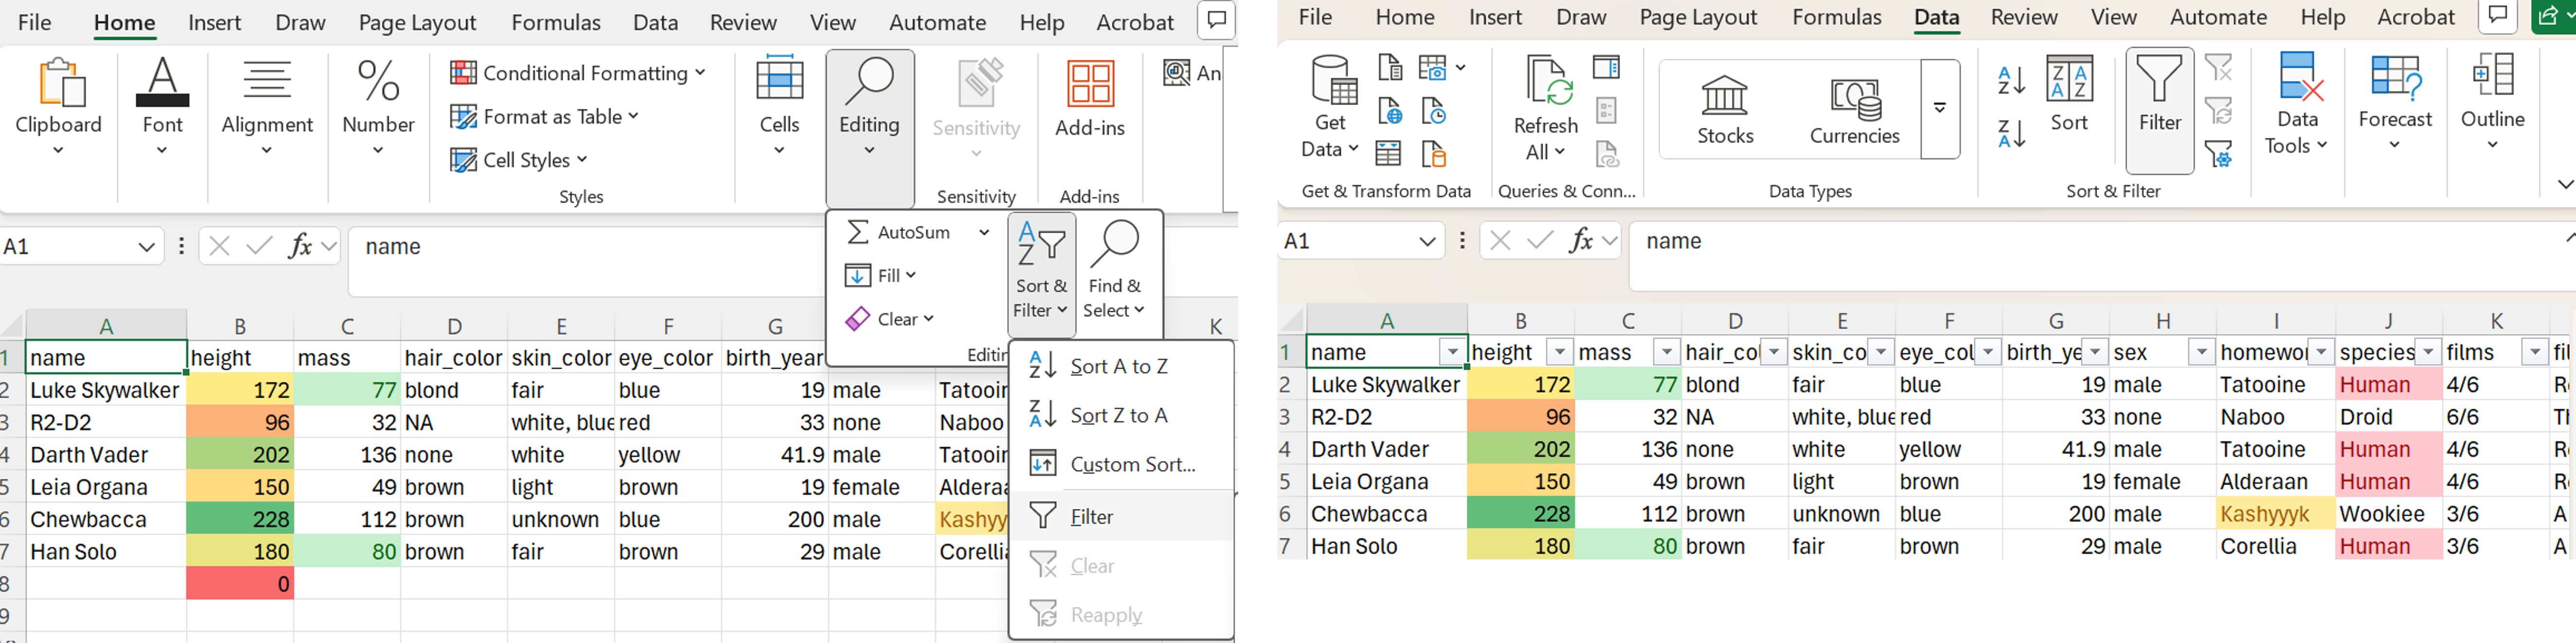 File Home Insert Draw Page Layout Formulas Data Review View Automate Help Acrobat
Clipboard
Font
Alignment
%
Number
Conditional Formatting
Format as Table
Cell Styles
Styles
Cells
Editing
Sensitivity
Sensitivity
Add-ins
Add-ins
An
A1
fx
name
AutoSum
Fill
Clear
Sort &
Filter
Find &
Select
Editin
Sort A to Z
Sort Z to A
Custom Sort...
Filter
Clear
Reapply
A B C D E F G K
1 name height mass hair_color skin_color eye_color birth_year
2 Luke Skywalker 172 77 blond fair blue 19 male Tatooin
3 R2-D2 96 32 NA white, blue red 33 none Naboo
4 Darth Vader 202 136 none white yellow 41.9 male Tatooin
5 Leia Organa 150 49 brown light brown 19 female Alderaa
6 Chewbacca 228 112 brown unknown blue 200 male Kashyy
7 Han Solo 180 80 brown fair brown 29 male Corellia
8 0
9
File Home Insert Draw Page Layout Formulas Data Review View Automate Help Acrobat
Get
Data
Get & Transform Data
Refresh
All
Queries & Conn...
Stocks
Currencies
Data Types
Sort
Filter
Sort & Filter
Data
Tools
Forecast
Outline
A1
fx
name
A B C D E F G H I J K
1 name height mass hair_col skin_co eye_col birth_ye sex homewor species films fil
2 Luke Skywalker 172 77 blond fair blue 19 male Tatooine Human 4/6 R
3 R2-D2 96 32 NA white, blue red 33 none Naboo Droid 6/6 Th
4 Darth Vader 202 136 none white yellow 41.9 male Tatooine Human 4/6 R
5 Leia Organa 150 49 brown light brown 19 female Alderaan Human 4/6 R
6 Chewbacca 228 112 brown unknown blue 200 male Kashyyyk Wookiee 3/6 A
7 Han Solo 180 80 brown fair brown 29 male Corellia Human 3/6 A